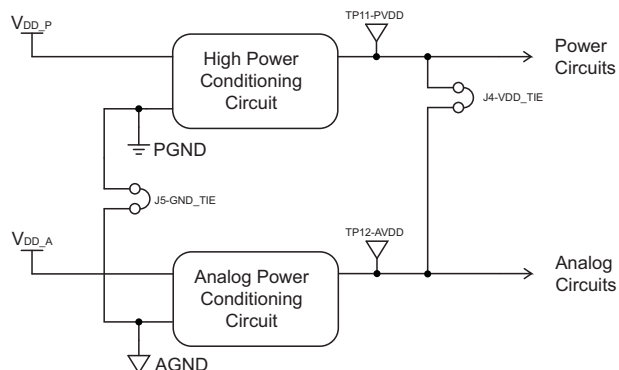 VDD_P
TP11-PVDD
High Power
Conditioning
Circuit
Power
Circuits
J4-VDD_TIE
PGND
J5-GND_TIE
VDD_A
TP12-AVDD
Analog Power
Conditioning
Circuit
Analog
Circuits
AGND